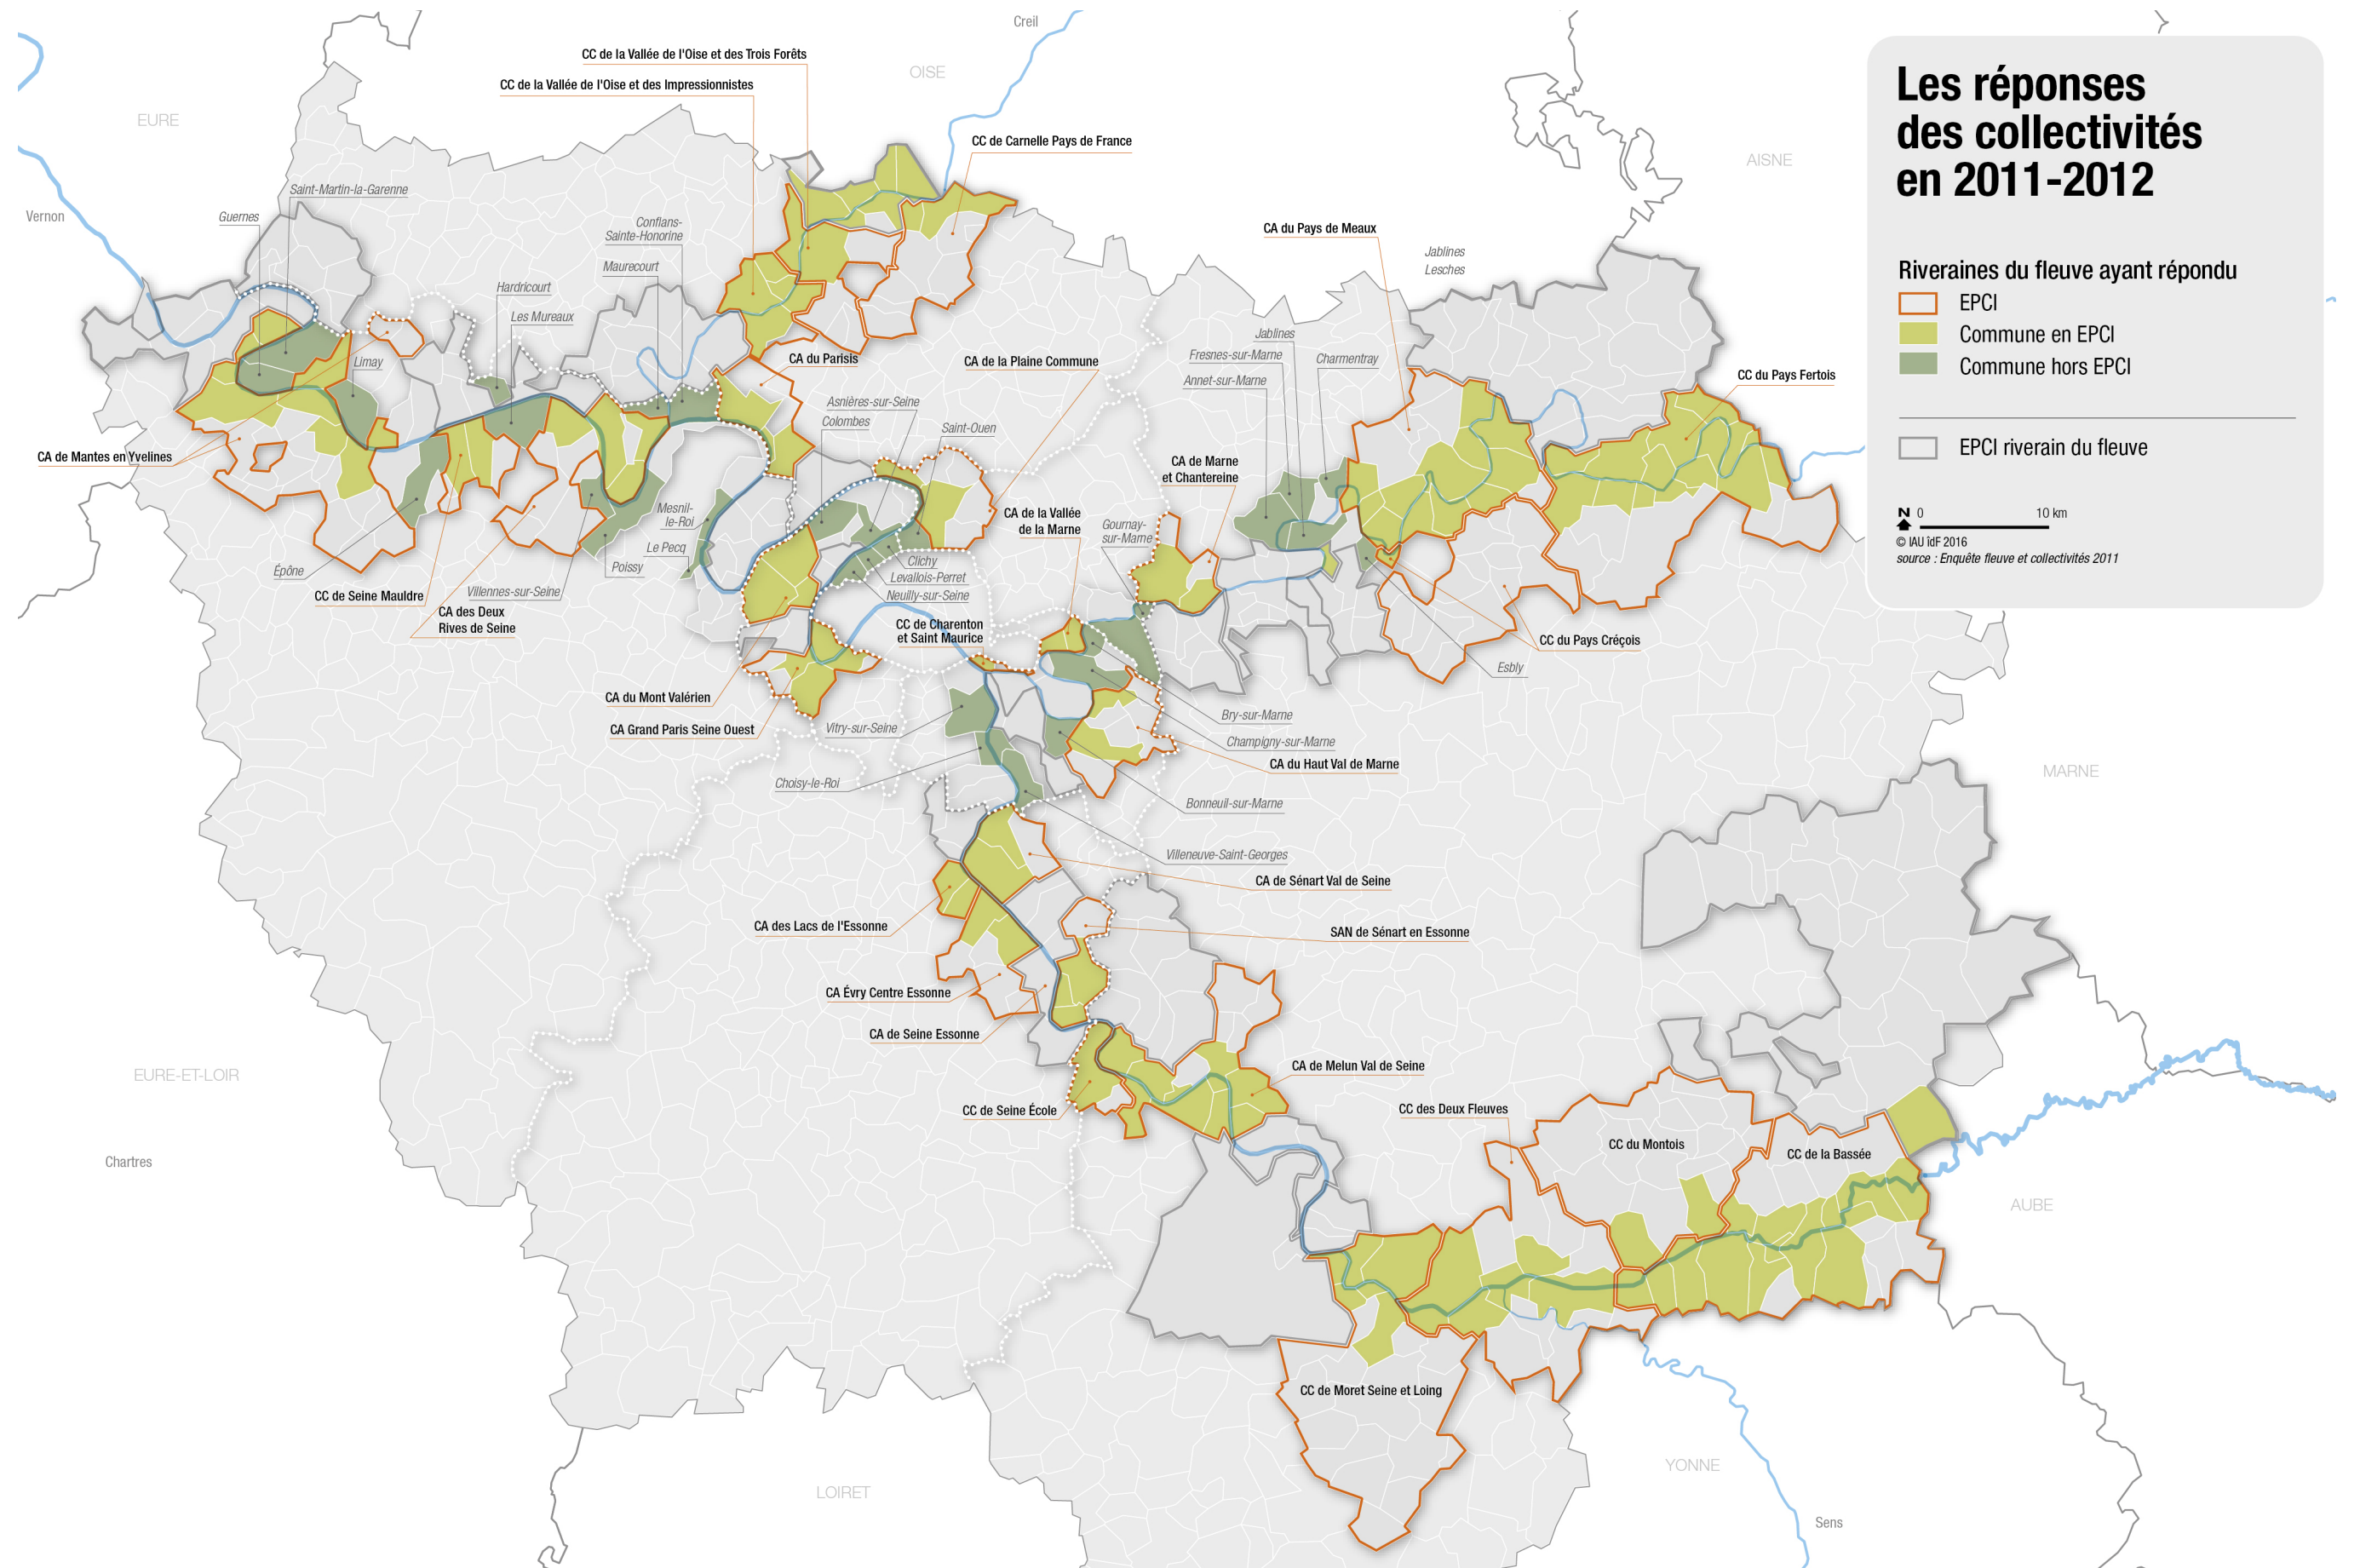 Creil
CC de la Vallée de l'Oise et des Trois Forêts
OISE
CC de la Vallée de l'Oise et des Impressionnistes
EURE
CC de Carnelle Pays de France
AISNE
Les réponses
des collectivités
en 2011-2012
Riveraines du fleuve ayant répondu
EPCI
Commune en EPCI
Commune hors EPCI
EPCI riverain du fleuve
N 0 10 km
© IAU îdF 2016
source : Enquête fleuve et collectivités 2011
Saint-Martin-la-Garenne
Vernon
Guernes
Conflans-
Sainte-Honorine
Maurecourt
Hardricourt
Les Mureaux
Limay
CA du Pays de Meaux
Jablines
Lesches
Jablines
Fresnes-sur-Marne
Charmentray
Annet-sur-Marne
CC du Pays Fertois
CA du Parisis
CA de la Plaine Commune
Asnières-sur-Seine
Colombes
Saint-Ouen
CA de Mantes en Yvelines
CA de Marne
et Chantereine
Mesnil-
le-Roi
CA de la Vallée
de la Marne
Gournay-
sur-Marne
Le Pecq
Épône
Poissy
Clichy
Levallois-Perret
Neuilly-sur-Seine
Villennes-sur-Seine
CC de Seine Mauldre
CA des Deux
Rives de Seine
CC de Charenton
et Saint Maurice
CC du Pays Créçois
Esbly
CA du Mont Valérien
CA Grand Paris Seine Ouest
Vitry-sur-Seine
Bry-sur-Marne
Champigny-sur-Marne
CA du Haut Val de Marne
Choisy-le-Roi
Bonneuil-sur-Marne
MARNE
Villeneuve-Saint-Georges
CA de Sénart Val de Seine
CA des Lacs de l'Essonne
SAN de Sénart en Essonne
CA Évry Centre Essonne
CA de Seine Essonne
EURE-ET-LOIR
CA de Melun Val de Seine
CC de Seine École
CC des Deux Fleuves
CC du Montois
CC de la Bassée
Chartres
AUBE
CC de Moret Seine et Loing
YONNE
LOIRET
Sens